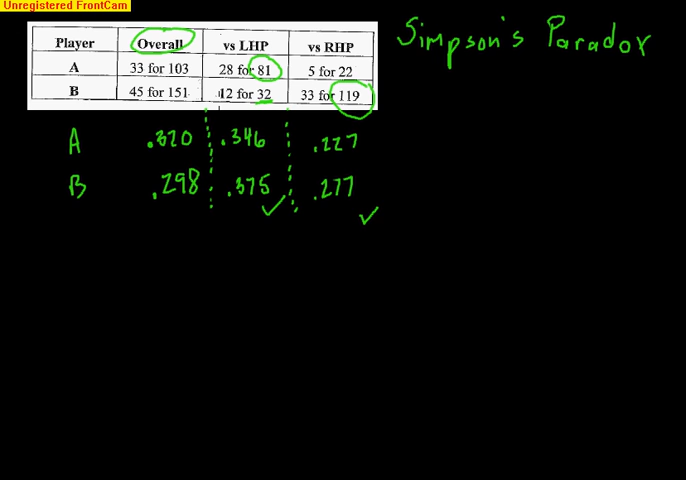 Unregistered FrontCam
Simpson's Paradox
Player Overall vs LHP vs RHP
A 33 for 103 28 for 81 5 for 22
B 45 for 151 12 for 32 33 for 119
A .320 .346 .227
B .298 .375 .277